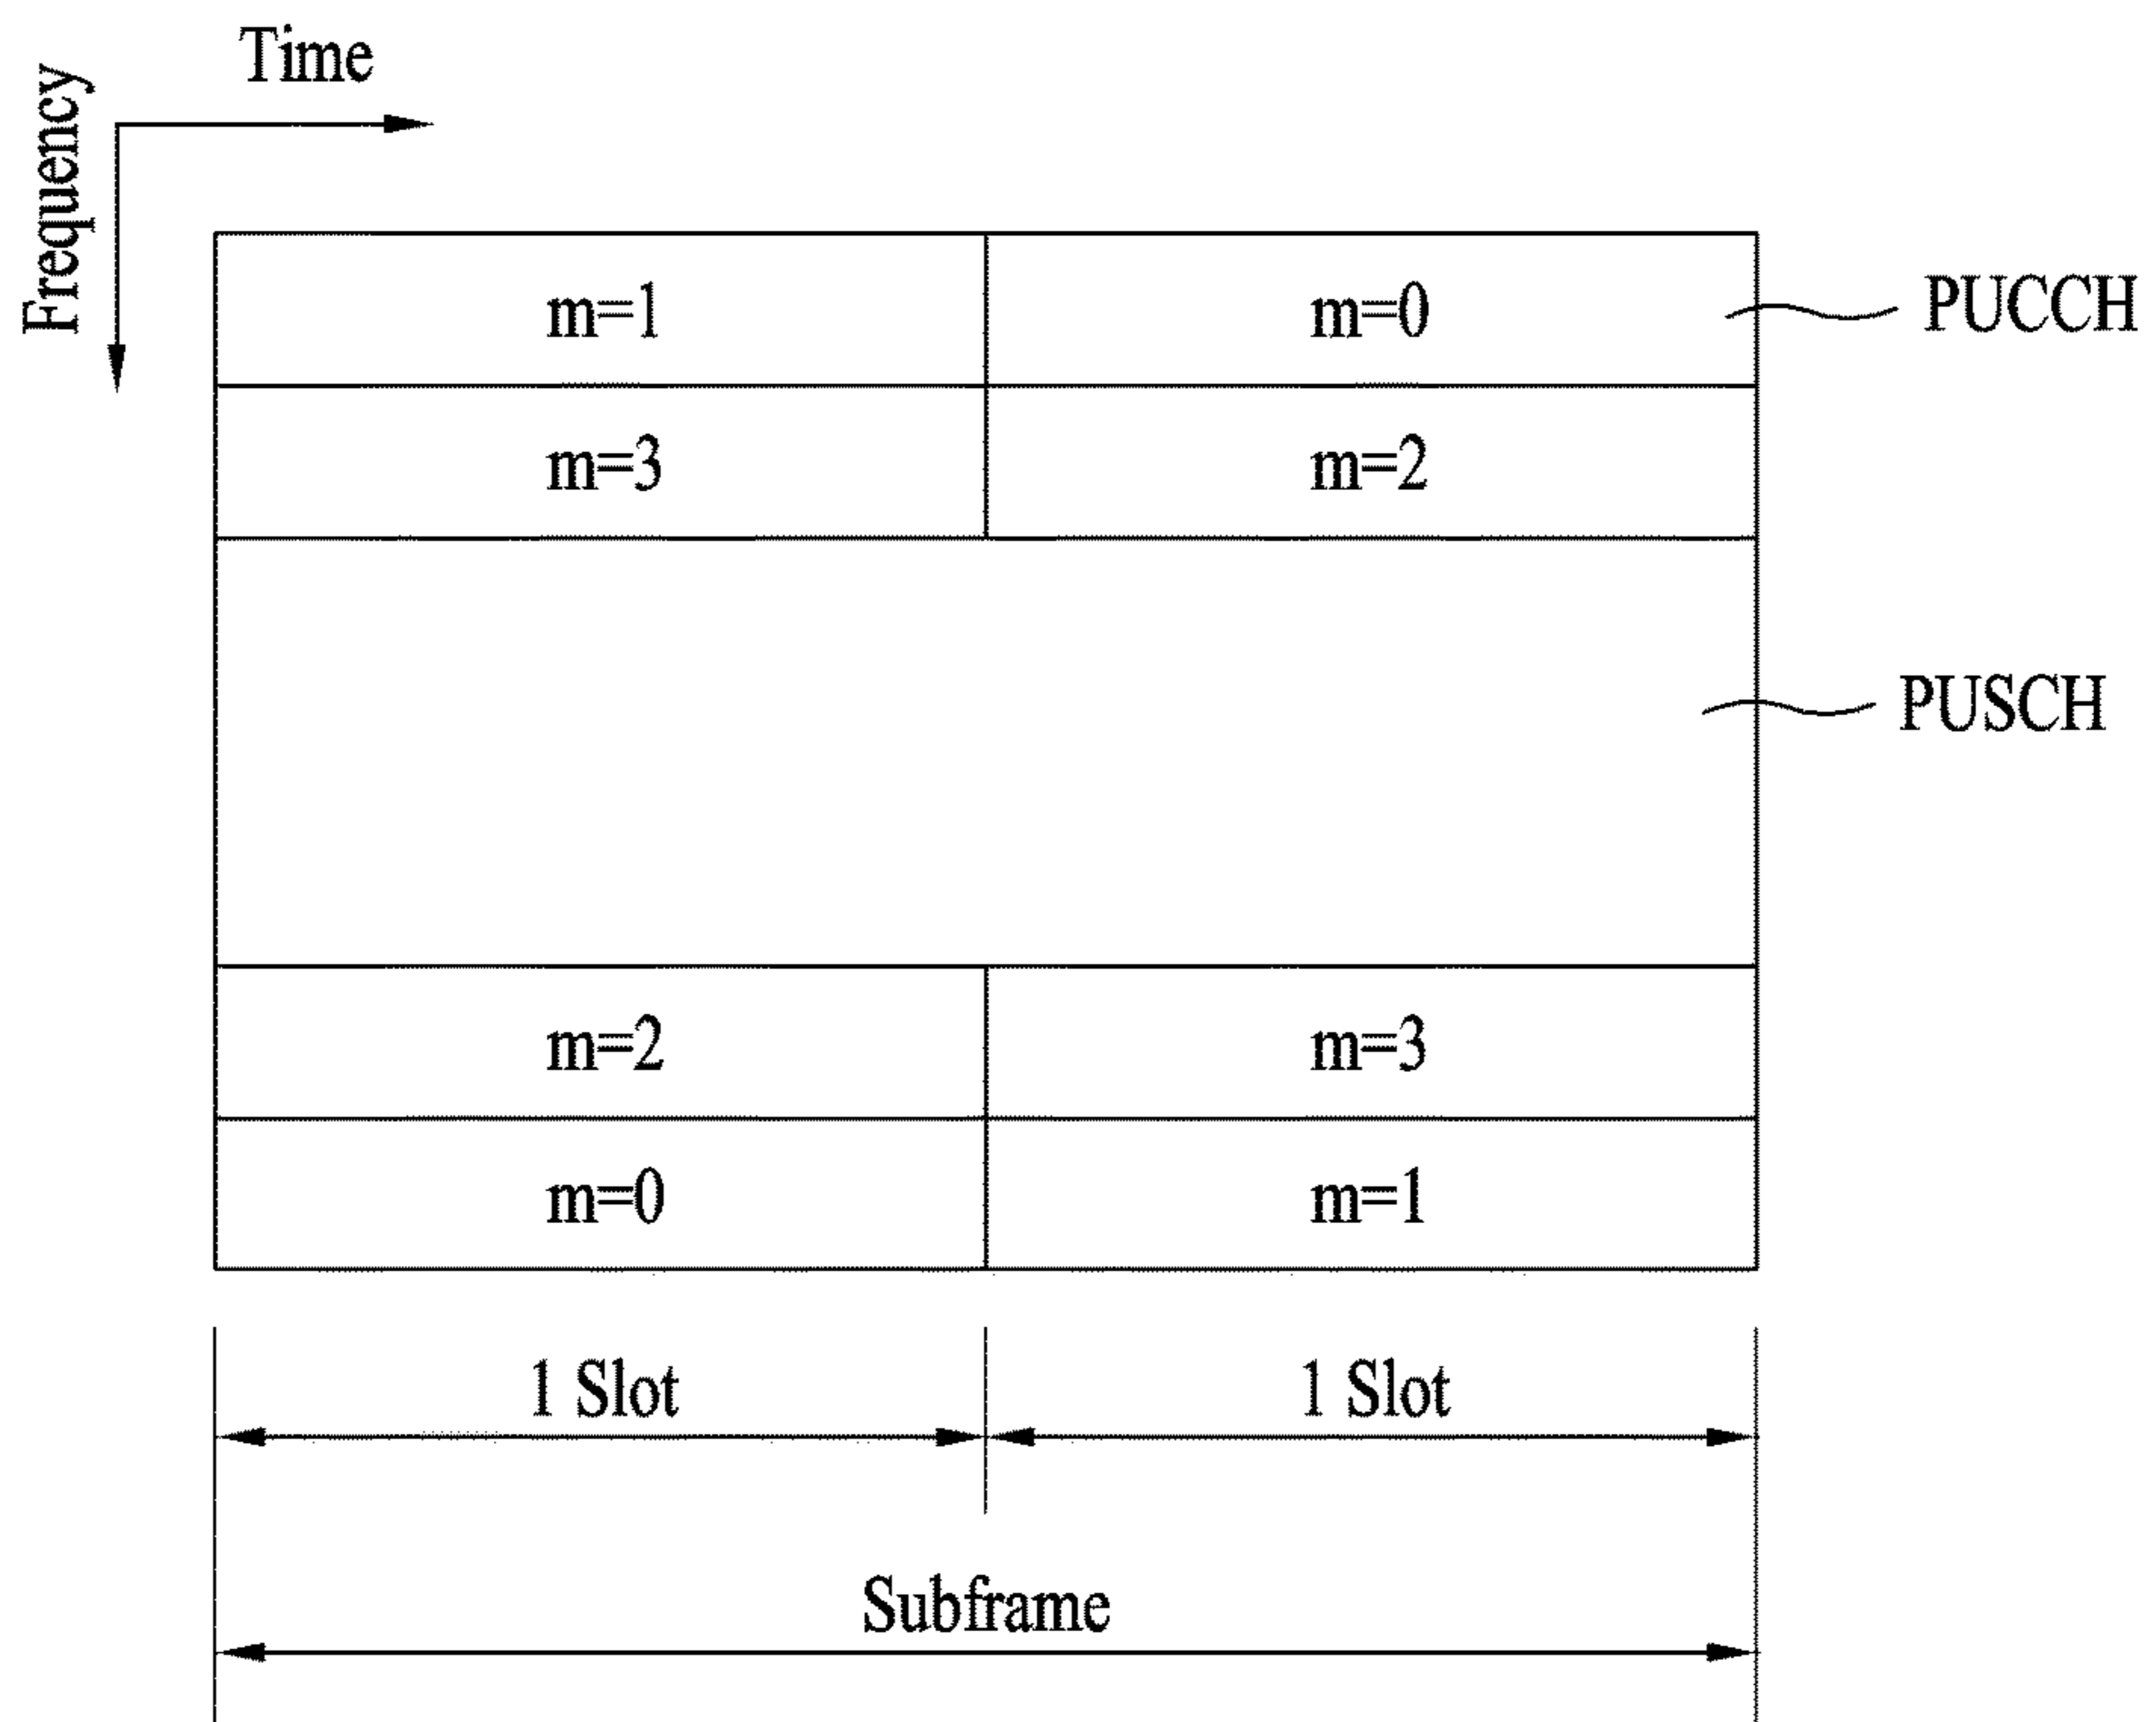 Time
Frequency
m=1 m=0 PUCCH
m=3 m=2
PUSCH
m=2 m=3
m=0 m=1
1 Slot 1 Slot
Subframe